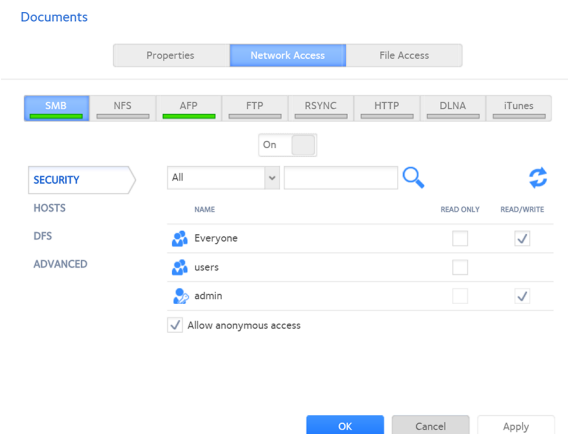 Documents
Properties Network Access File Access
SMB NFS AFP FTP RSYNC HTTP DLNA iTunes
On
SECURITY All
HOSTS NAME READ ONLY READ/WRITE
DFS Everyone
users
ADVANCED
admin
Allow anonymous access
OK Cancel Apply